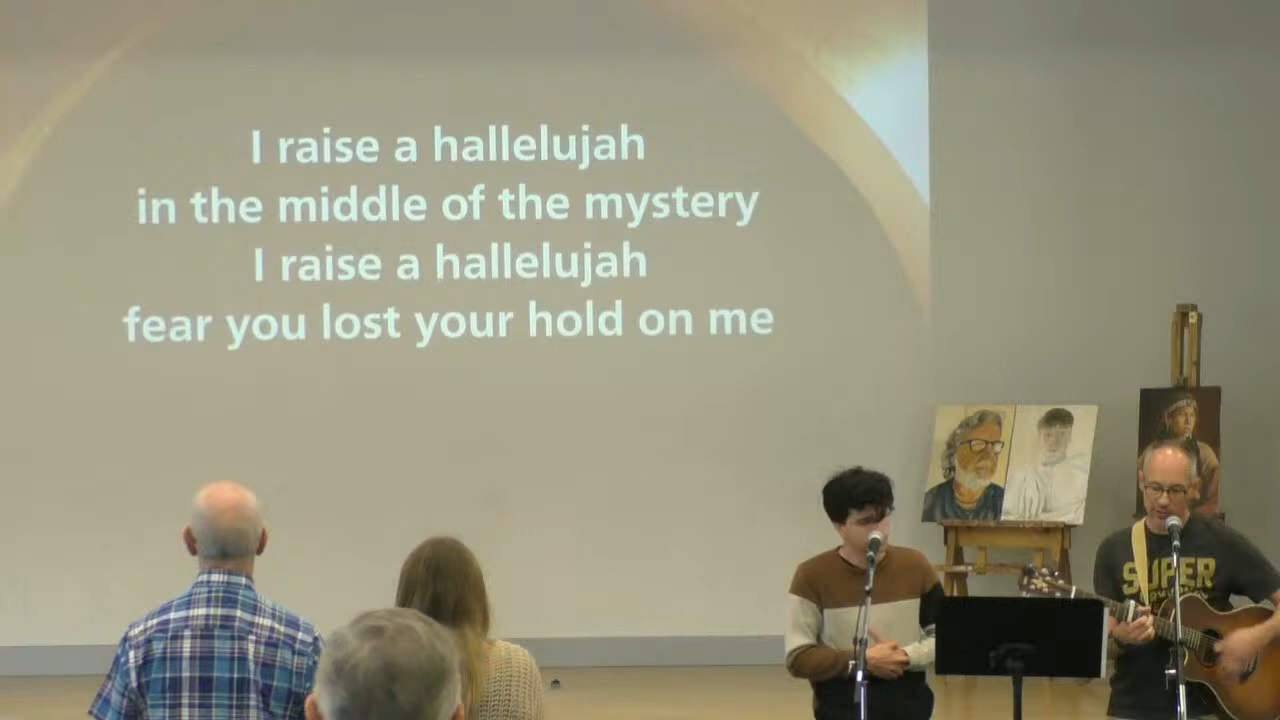 I raise a hallelujah
in the middle of the mystery
I raise a hallelujah
fear you lost your hold on me
SUPER